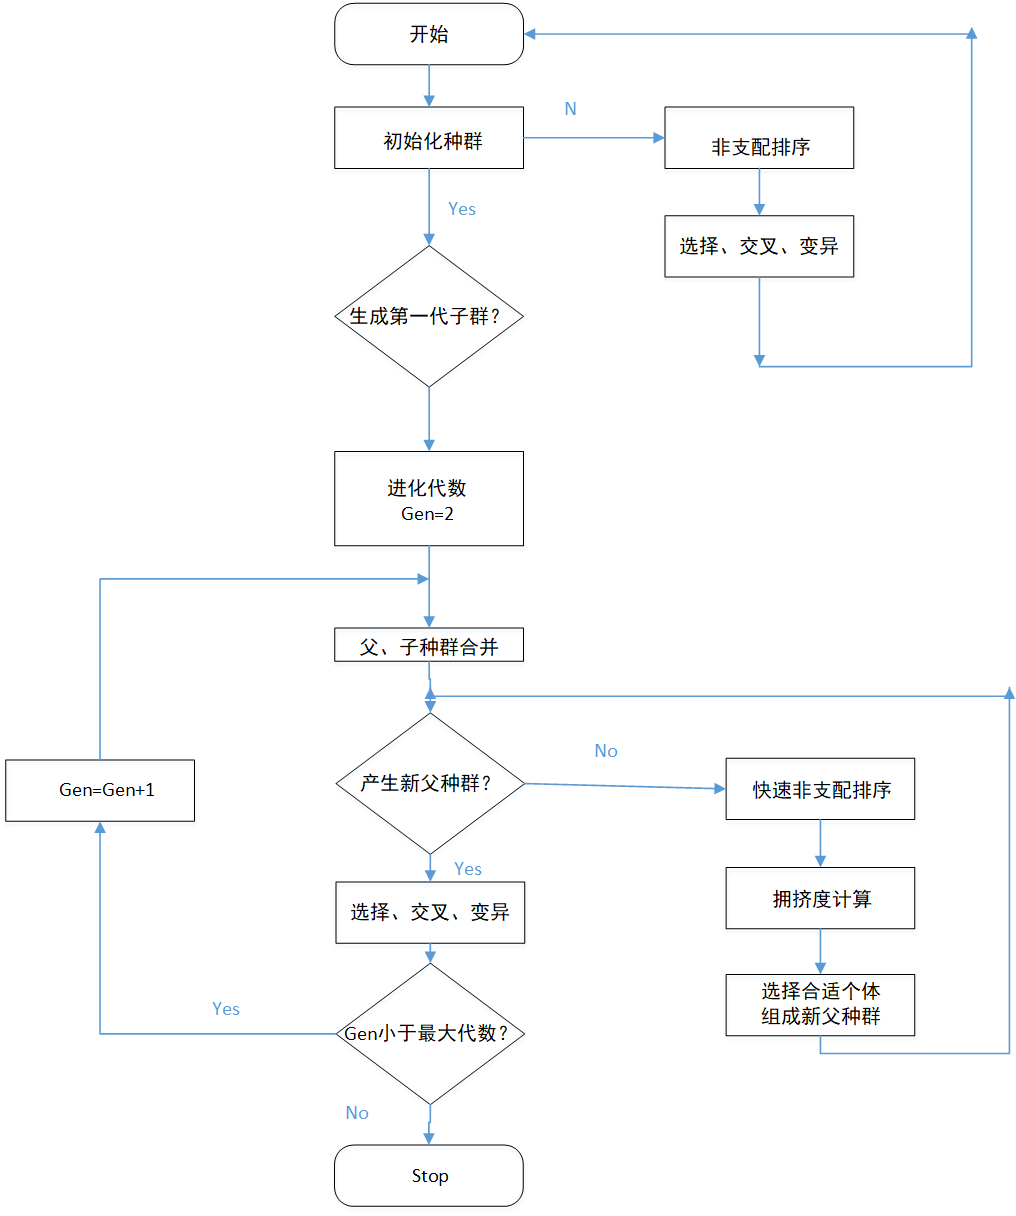 开始
初始化种群
N
非支配排序
Yes
选择、交叉、变异
生成第一代子群？
进化代数
Gen=2
父、子种群合并
产生新父种群？
No
快速非支配排序
Gen=Gen+1
Yes
选择、交叉、变异
拥挤度计算
选择合适个体
组成新父种群
Yes
Gen小于最大代数？
No
Stop